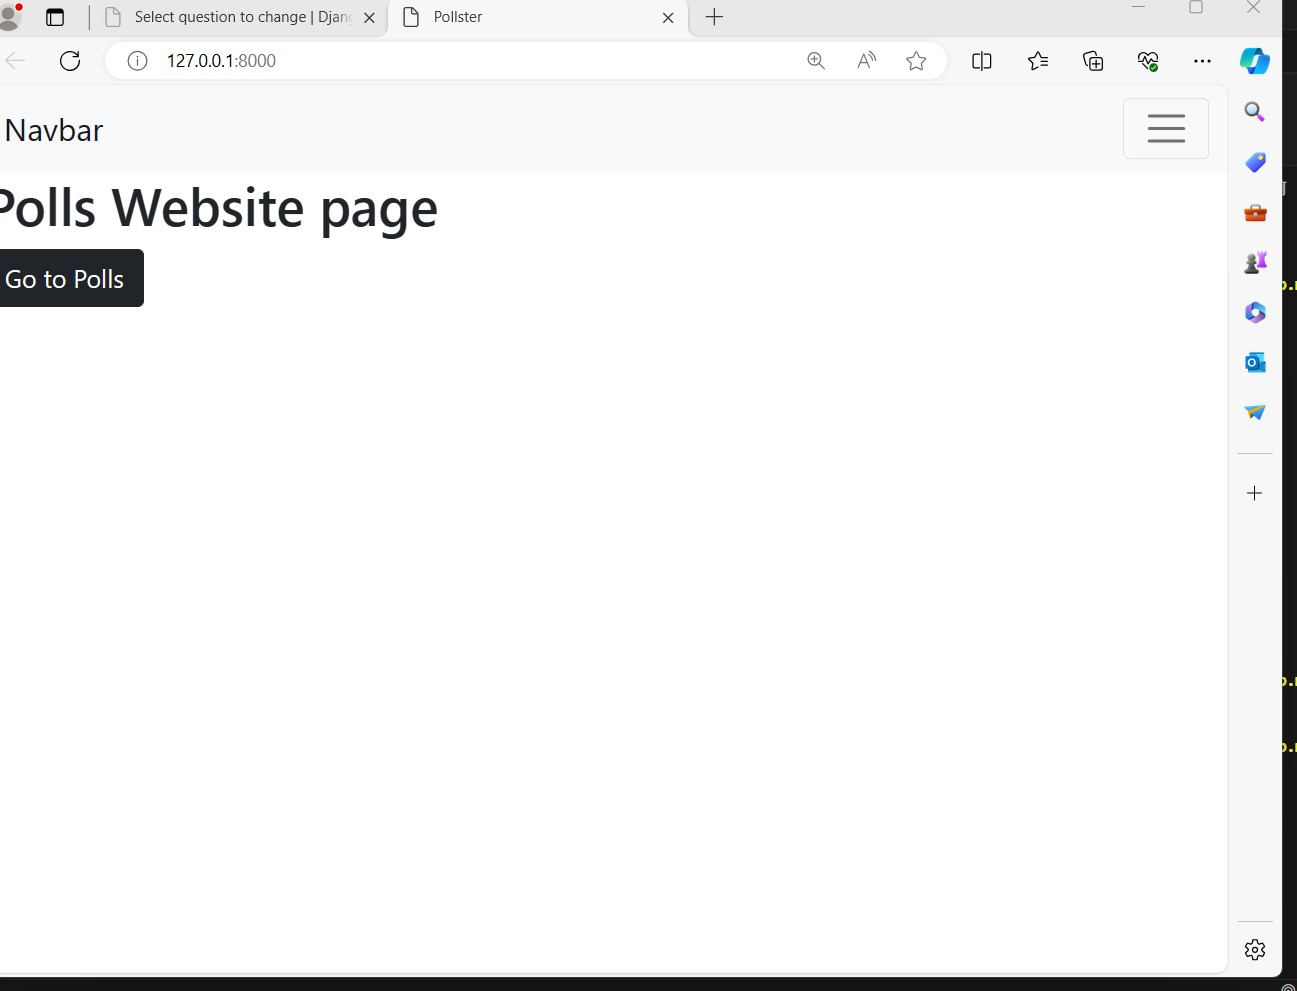 Select question to change | Djan
Pollster
127.0.0.1:8000
Navbar
Polls Website page
Go to Polls